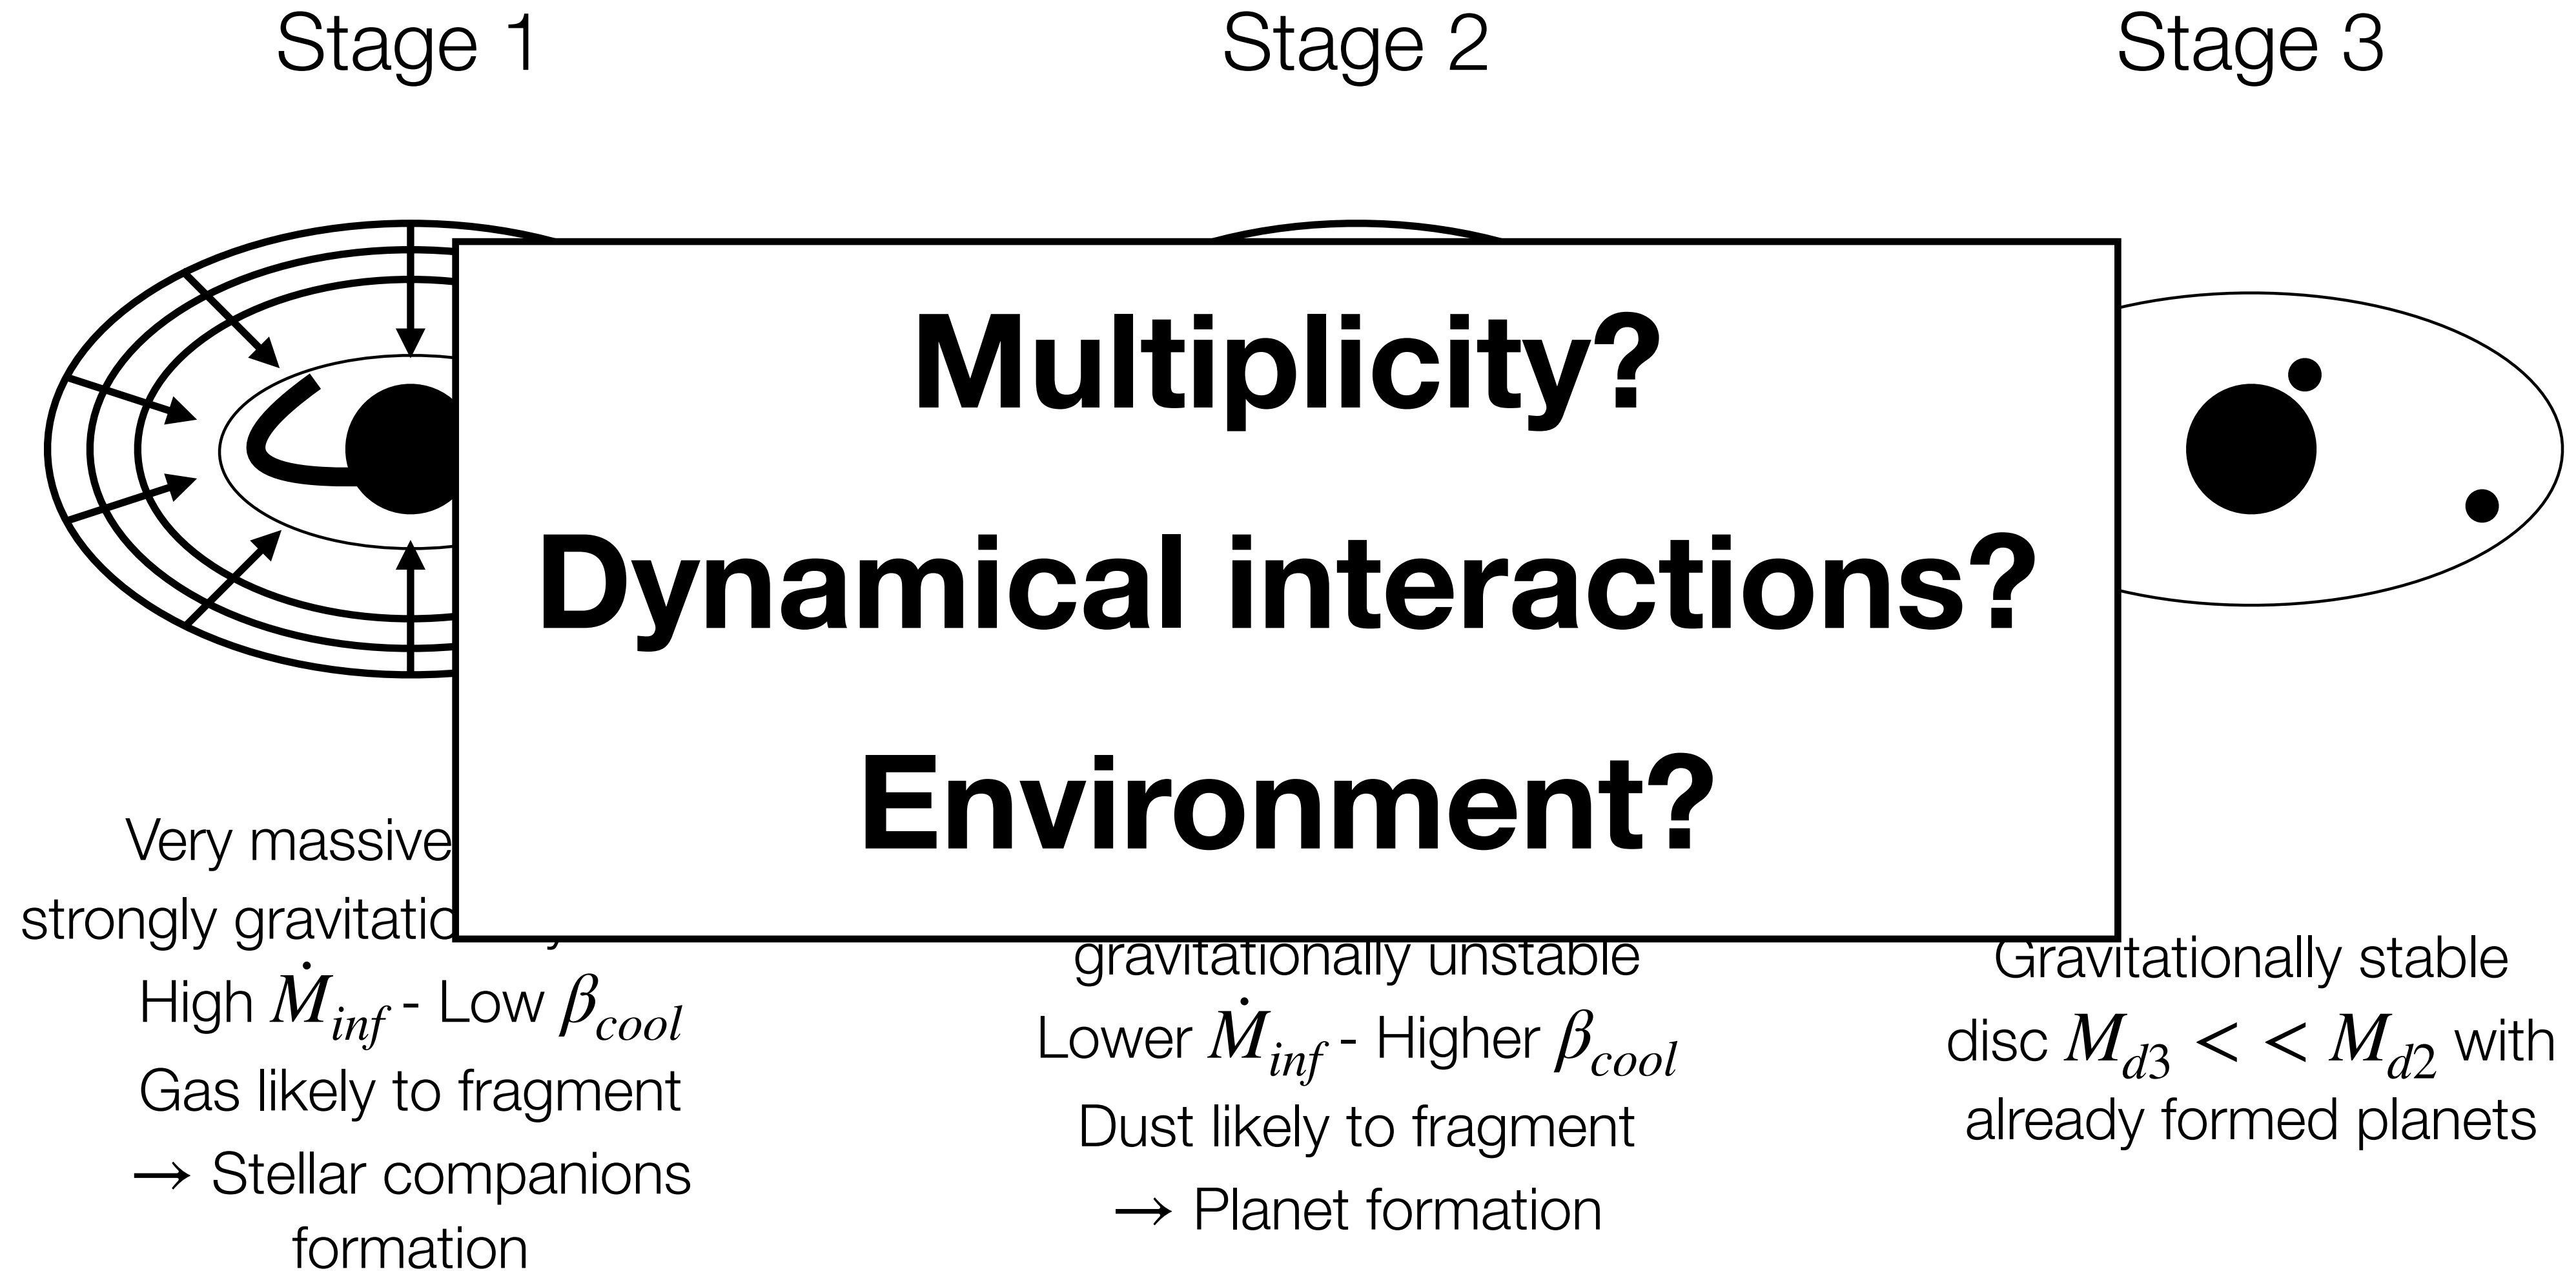 Stage 1
Stage 2
Stage 3
Multiplicity?
Dynamical interactions?
Environment?
Very massive
strongly
High Ṁ_inf - Low β_cool
Gas likely to fragment
→ Stellar companions
formation
gravitationally unstable
Lower Ṁ_inf - Higher β_cool
Dust likely to fragment
→ Planet formation
Gravitationally stable
disc M_d3 < < M_d2 with
already formed planets